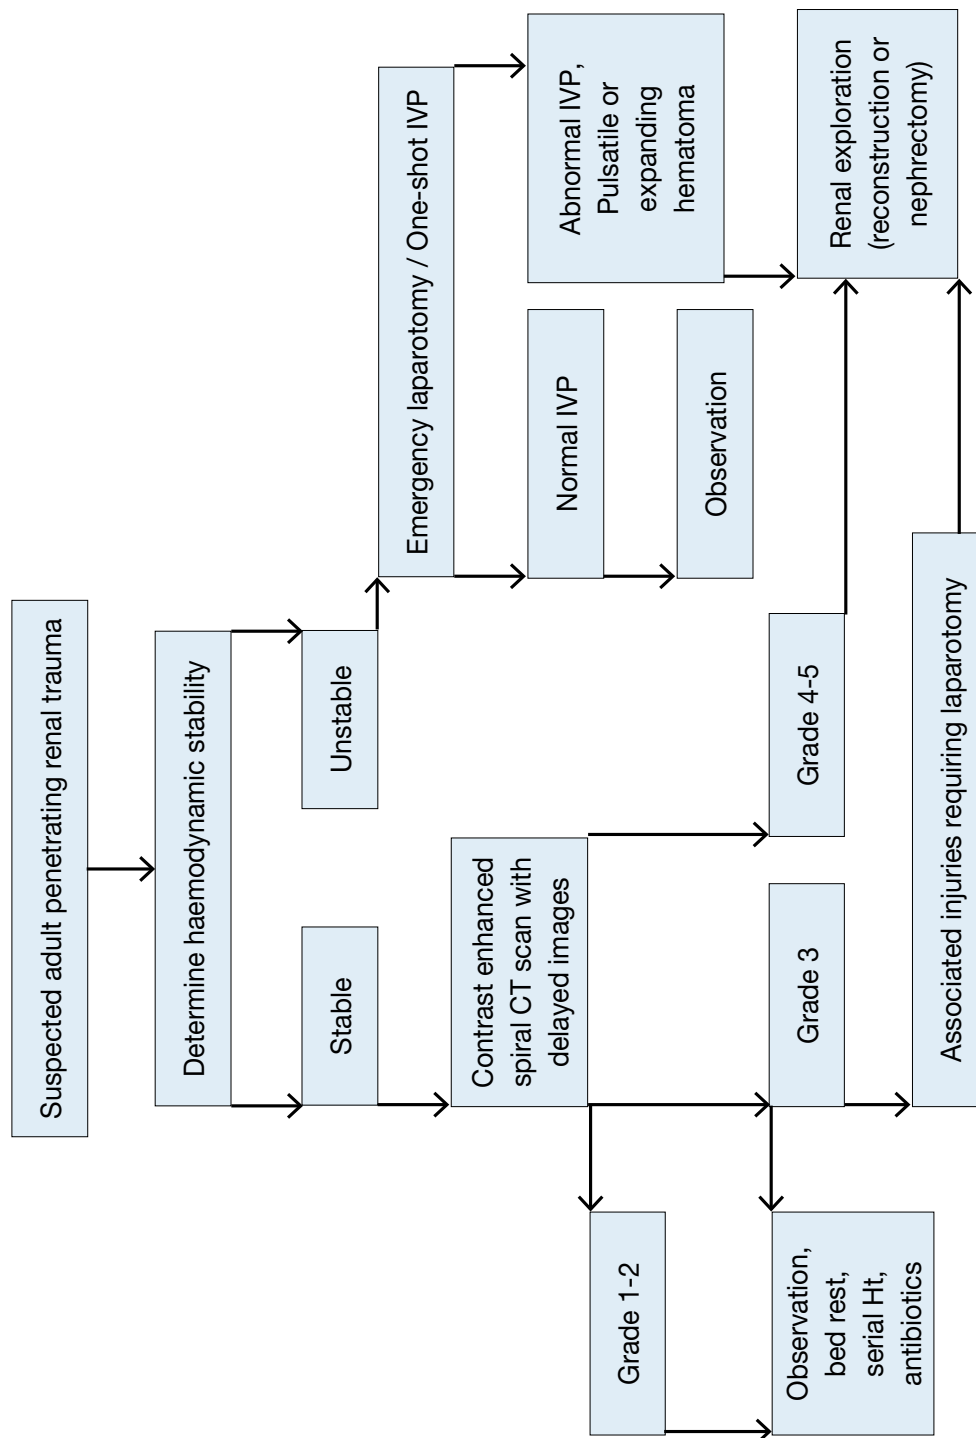 Suspected adult penetrating renal trauma
Determine haemodynamic stability
Stable
Unstable
Contrast enhanced
spiral CT scan with
delayed images
Emergency laparotomy / One-shot IVP
Grade 1-2
Grade 3
Grade 4-5
Normal IVP
Abnormal IVP,
Pulsatile or
expanding
hematoma
Observation,
bed rest,
serial Ht,
antibiotics
Associated injuries requiring laparotomy
Observation
Renal exploration
(reconstruction or
nephrectomy)